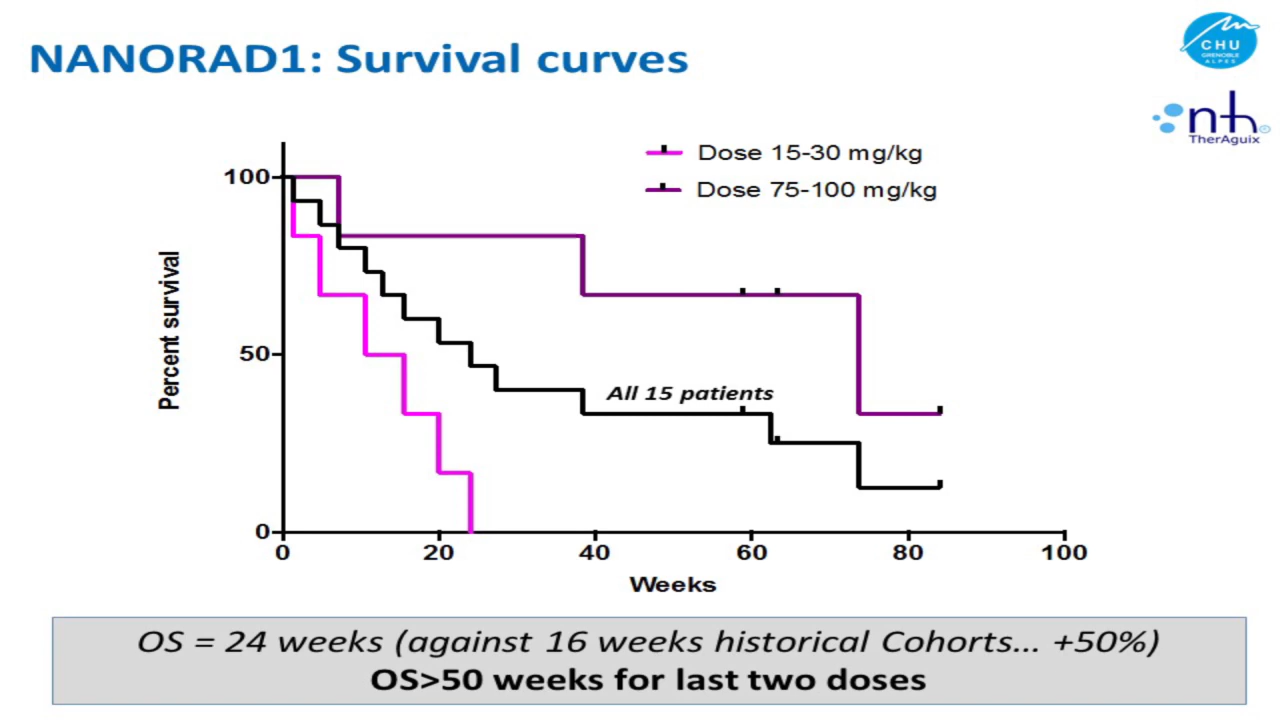 NANORAD1: Survival curves
CHU
GRENOBLE
ALPES
nh
TherAguix
Dose 15-30 mg/kg
Dose 75-100 mg/kg
Percent survival
100
50
0
All 15 patients
0 20 40 60 80 100
Weeks
OS = 24 weeks (against 16 weeks historical Cohorts... +50%)
OS>50 weeks for last two doses